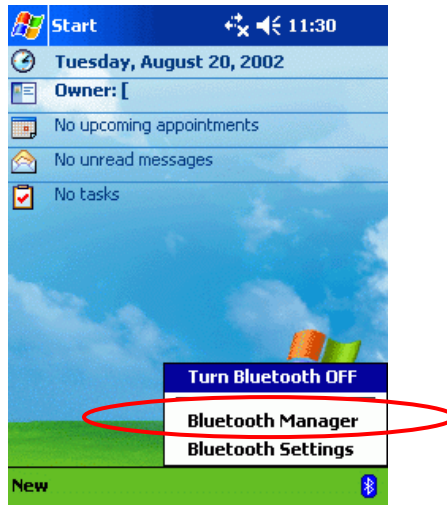 Start 11:30
Tuesday, August 20, 2002
Owner: [
No upcoming appointments
No unread messages
No tasks
Turn Bluetooth OFF
Bluetooth Manager
Bluetooth Settings
New